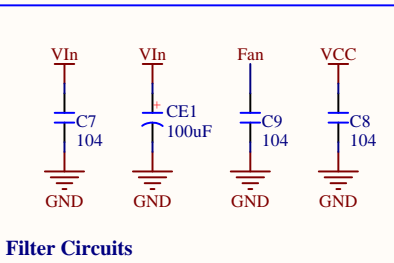 VIn VIn Fan VCC
+
C7 CE1 C9 C8
104 100uF 104 104
GND GND GND GND
Filter Circuits